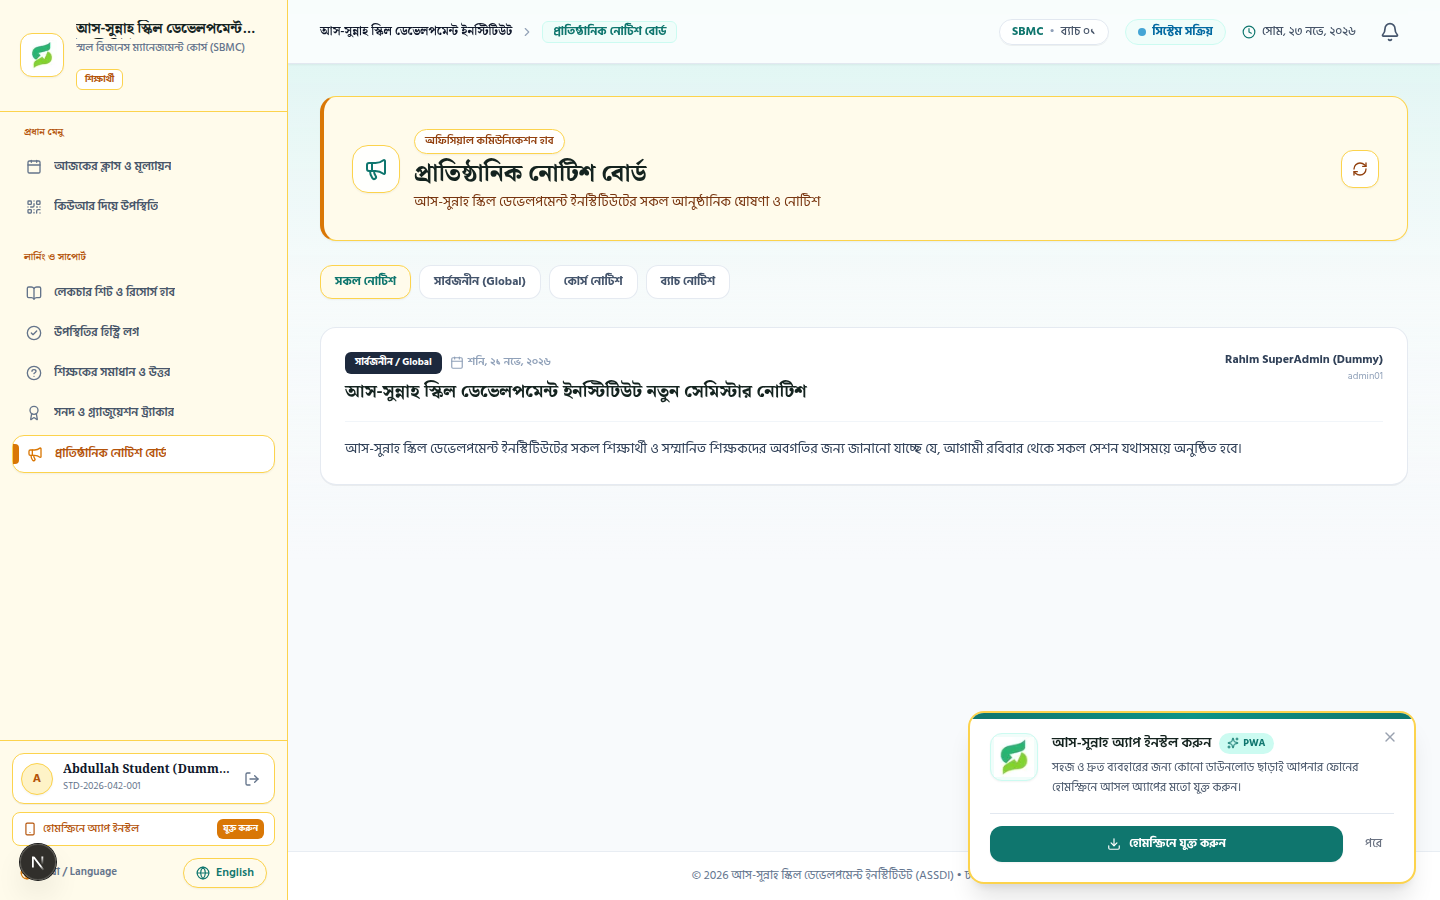 আস-সুন্নাহ স্কিল ডেভেলপমেন্ট...
স্মল বিজনেস ম্যানেজমেন্ট কোর্স (SBMC)
শিক্ষার্থী
প্রধান মেনু
আজকের ক্লাস ও মূল্যায়ন
কিউআর দিয়ে উপস্থিতি
লার্নিং ও সাপোর্ট
লেকচার শিট ও রিসোর্স হাব
উপস্থিতির হিস্ট্রি লগ
শিক্ষকের সমাধান ও উত্তর
সনদ ও গ্র্যাজুয়েশন ট্র্যাকার
প্রাতিষ্ঠানিক নোটিশ বোর্ড
A
Abdullah Student (Dumm...
STD-2026-042-001
হোমস্ক্রিনে অ্যাপ ইনস্টল
যুক্ত করুন
N
/ Language
English
আস-সুন্নাহ স্কিল ডেভেলপমেন্ট ইনস্টিটিউট
প্রাতিষ্ঠানিক নোটিশ বোর্ড
SBMC • ব্যাচ ০১
সিস্টেম সক্রিয়
সোম, ২৩ নভে, ২০২৬
অফিসিয়াল কমিউনিকেশন হাব
প্রাতিষ্ঠানিক নোটিশ বোর্ড
আস-সুন্নাহ স্কিল ডেভেলপমেন্ট ইনস্টিটিউটের সকল আনুষ্ঠানিক ঘোষণা ও নোটিশ
সকল নোটিশ
সার্বজনীন (Global)
কোর্স নোটিশ
ব্যাচ নোটিশ
সার্বজনীন / Global
শনি, ২১ নভে, ২০২৬
Rahim SuperAdmin (Dummy)
admin01
আস-সুন্নাহ স্কিল ডেভেলপমেন্ট ইনস্টিটিউট নতুন সেমিস্টার নোটিশ
আস-সুন্নাহ স্কিল ডেভেলপমেন্ট ইনস্টিটিউটের সকল শিক্ষার্থী ও সম্মানিত শিক্ষকদের অবগতির জন্য জানানো যাচ্ছে যে, আগামী রবিবার থেকে সকল সেশন যথাসময়ে অনুষ্ঠিত হবে।
আস-সুন্নাহ অ্যাপ ইনস্টল করুন
PWA
সহজ ও দ্রুত ব্যবহারের জন্য কোনো ডাউনলোড ছাড়াই আপনার ফোনের
হোমস্ক্রিনে আসল অ্যাপের মতো যুক্ত করুন।
হোমস্ক্রিনে যুক্ত করুন
পরে
© 2026 আস-সুন্নাহ স্কিল ডেভেলপমেন্ট ইনস্টিটিউট (ASSDI) •